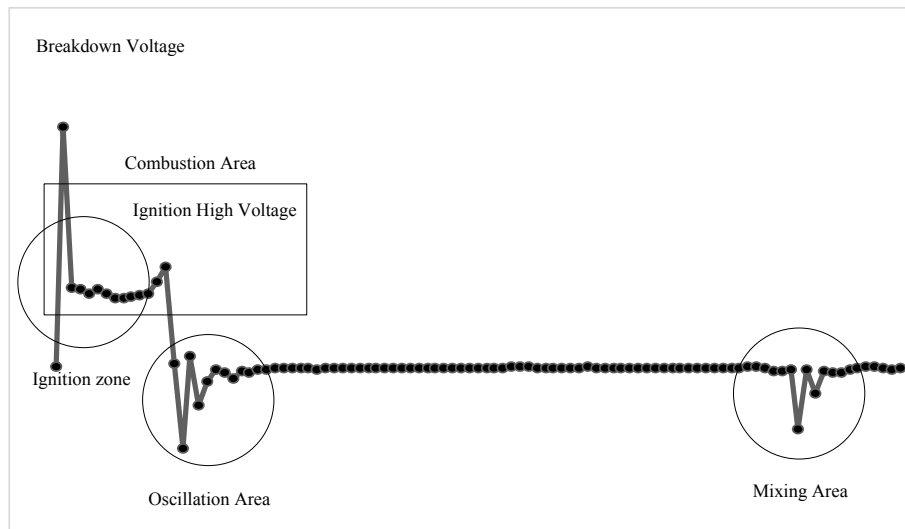 Breakdown Voltage
Combustion Area
Ignition High Voltage
Ignition zone
Oscillation Area
Mixing Area